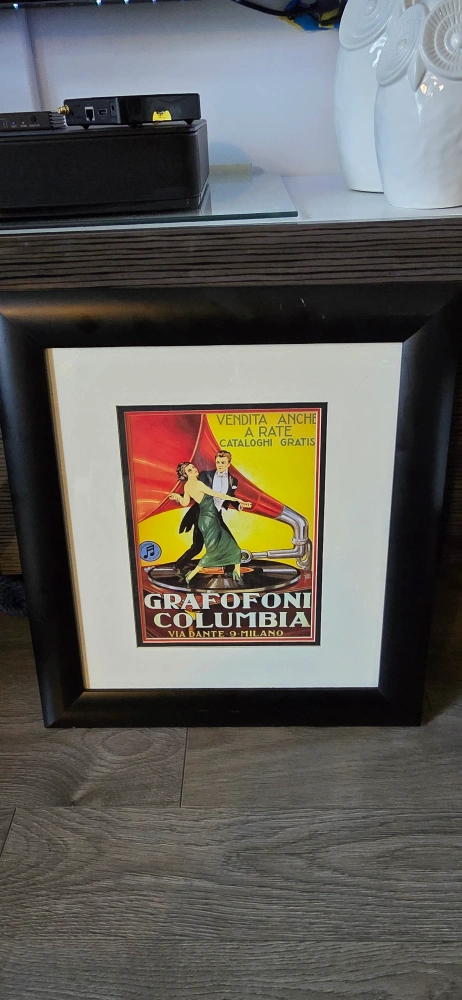 VENDITA ANCHE
A RATE
CATALOGHI GRATIS
GRAFOFONI
COLUMBIA
VIA DANTE · 9 · MILANO